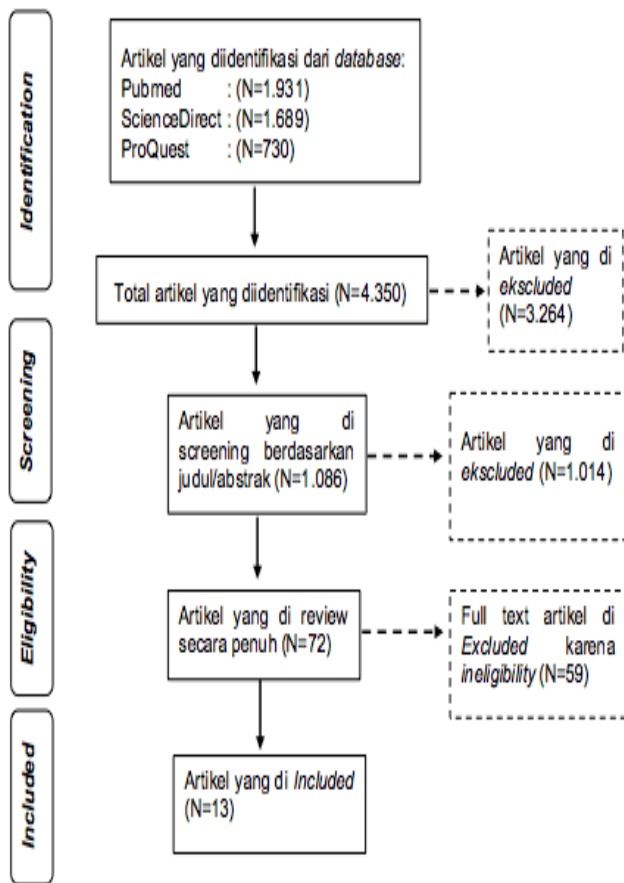 Identification
Artikel yang diidentifikasi dari database:
Pubmed : (N=1.931)
ScienceDirect : (N=1.689)
ProQuest : (N=730)
Total artikel yang diidentifikasi (N=4.350)
Artikel yang di
ekscluded
(N=3.264)
Screening
Artikel yang di
screening berdasarkan
judul/abstrak (N=1.086)
Artikel yang di
ekscluded (N=1.014)
Eligibility
Artikel yang di review
secara penuh (N=72)
Full text artikel di
Excluded karena
ineligibility (N=59)
Included
Artikel yang di Included
(N=13)